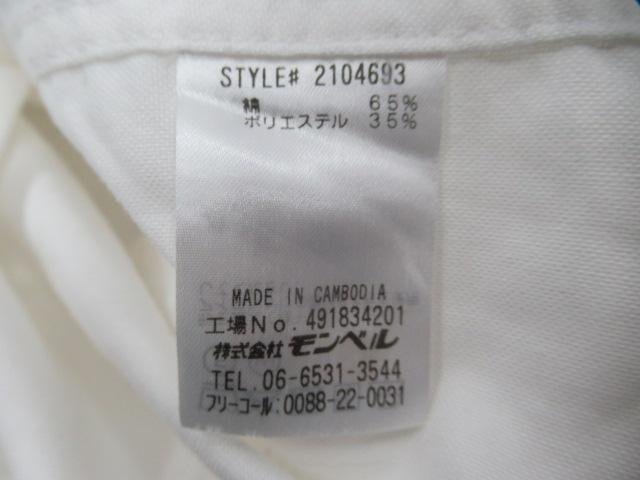 STYLE# 2104693
綿 65%
ポリエステル 35%
MADE IN CAMBODIA
工場No. 491834201
株式会社 モンベル
TEL. 06-6531-3544
フリーコール:0088-22-0031